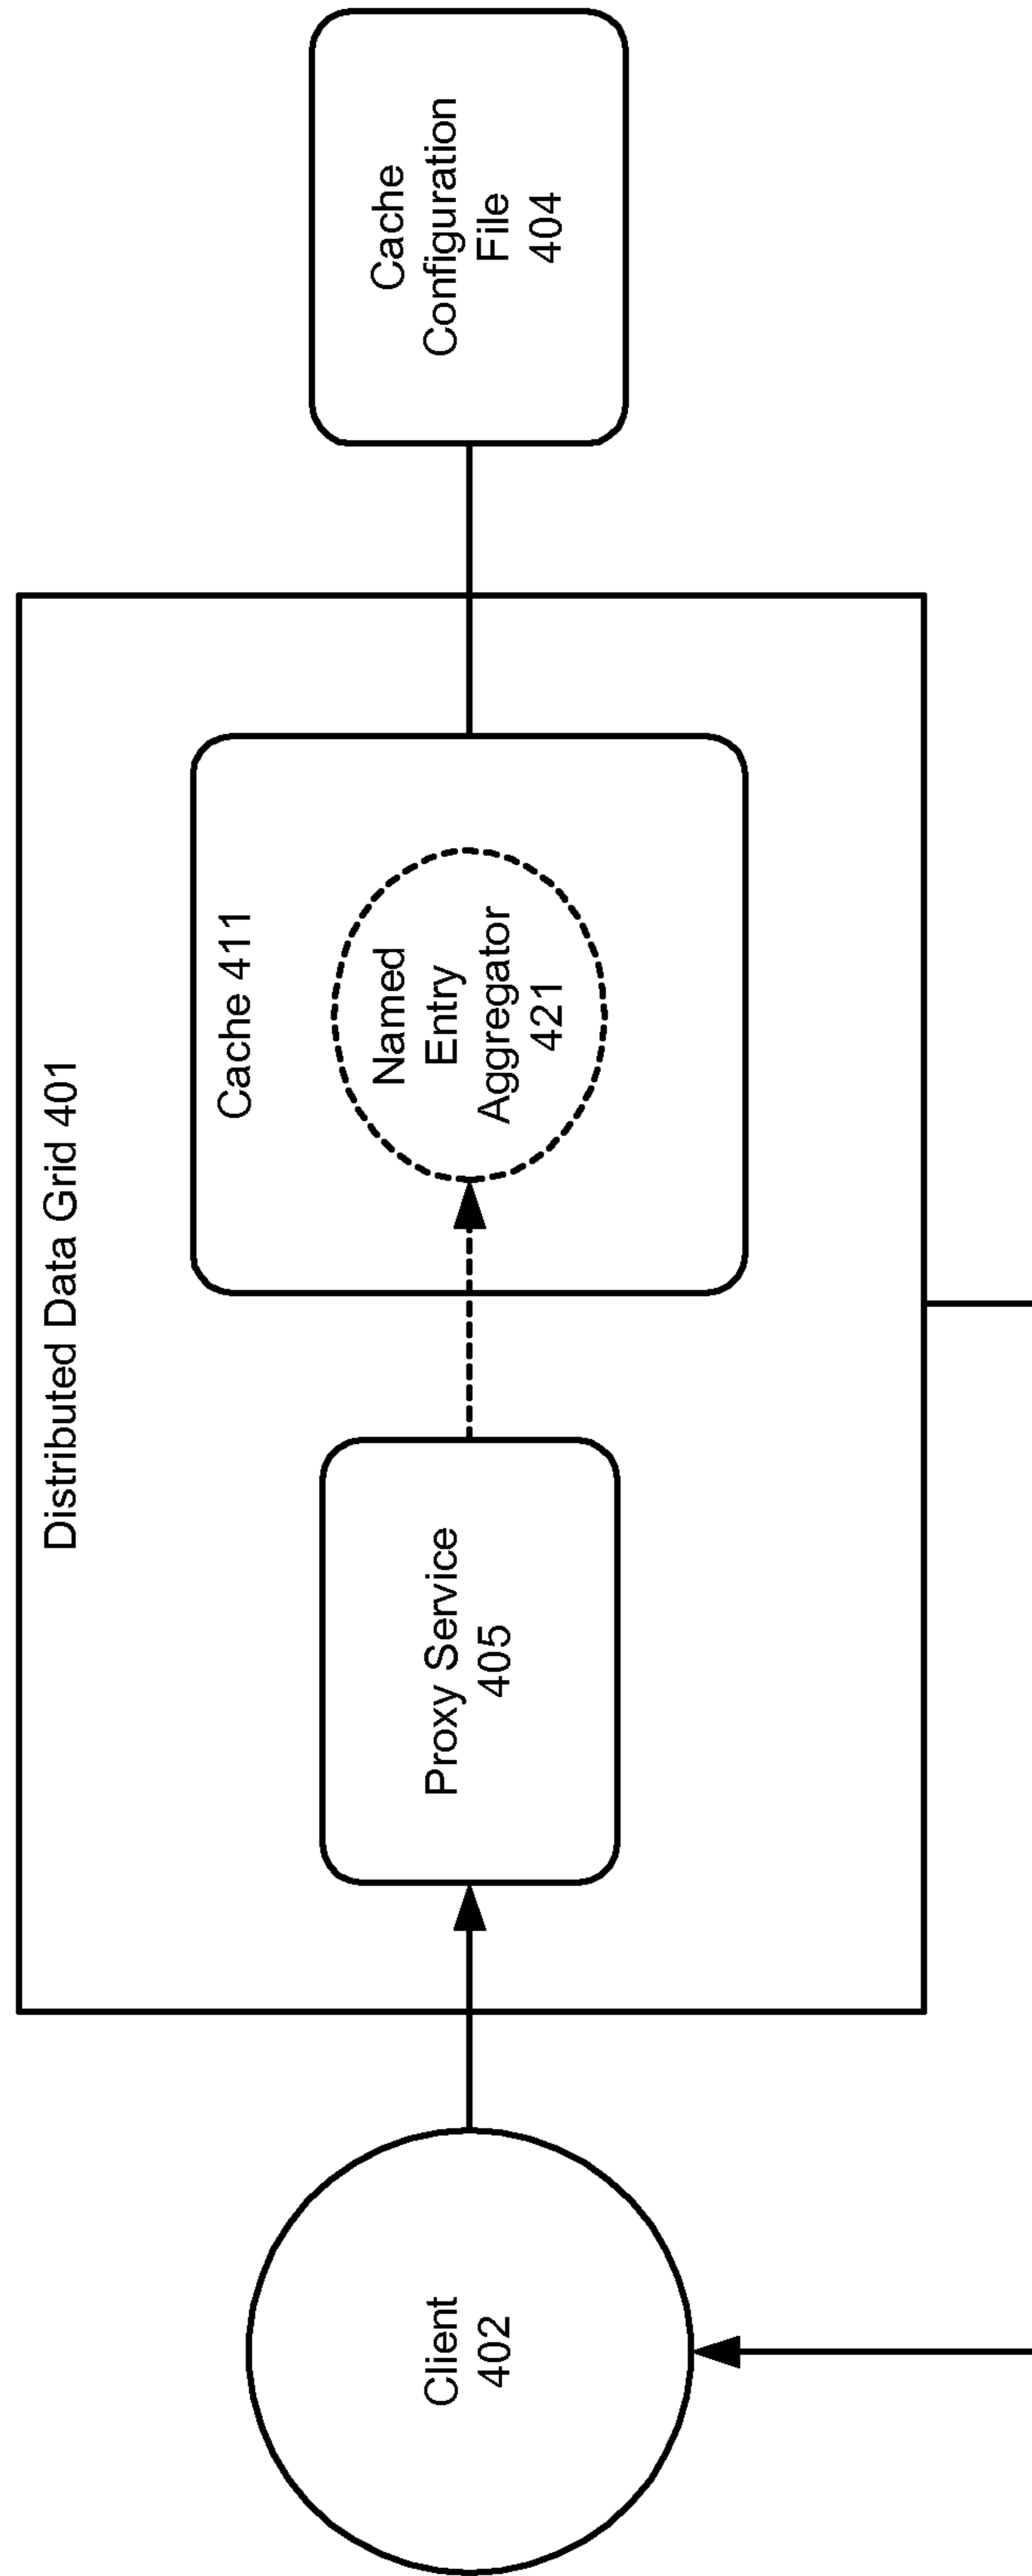 Distributed Data Grid 401
Client
402
Proxy Service
405
Cache 411
Named
Entry
Aggregator
421
Cache
Configuration
File
404